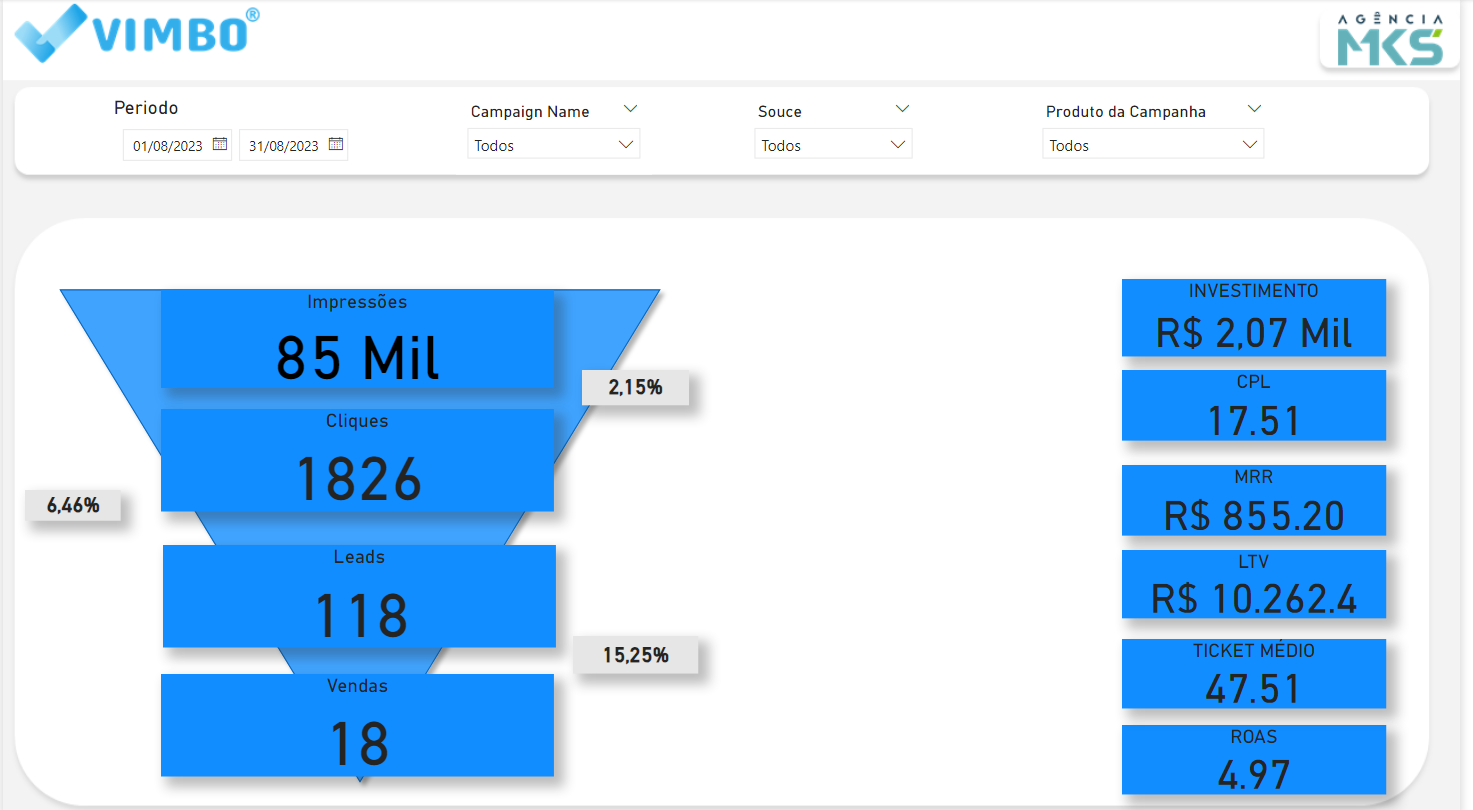 VIMBO®
AGÊNCIA
MKS
Periodo
01/08/2023
31/08/2023
Campaign Name
Todos
Souce
Todos
Produto da Campanha
Todos
Impressões
85 Mil
2,15%
Cliques
1826
6,46%
Leads
118
15,25%
Vendas
18
INVESTIMENTO
R$ 2,07 Mil
CPL
17.51
MRR
R$ 855.20
LTV
R$ 10.262.4
TICKET MÉDIO
47.51
ROAS
4.97